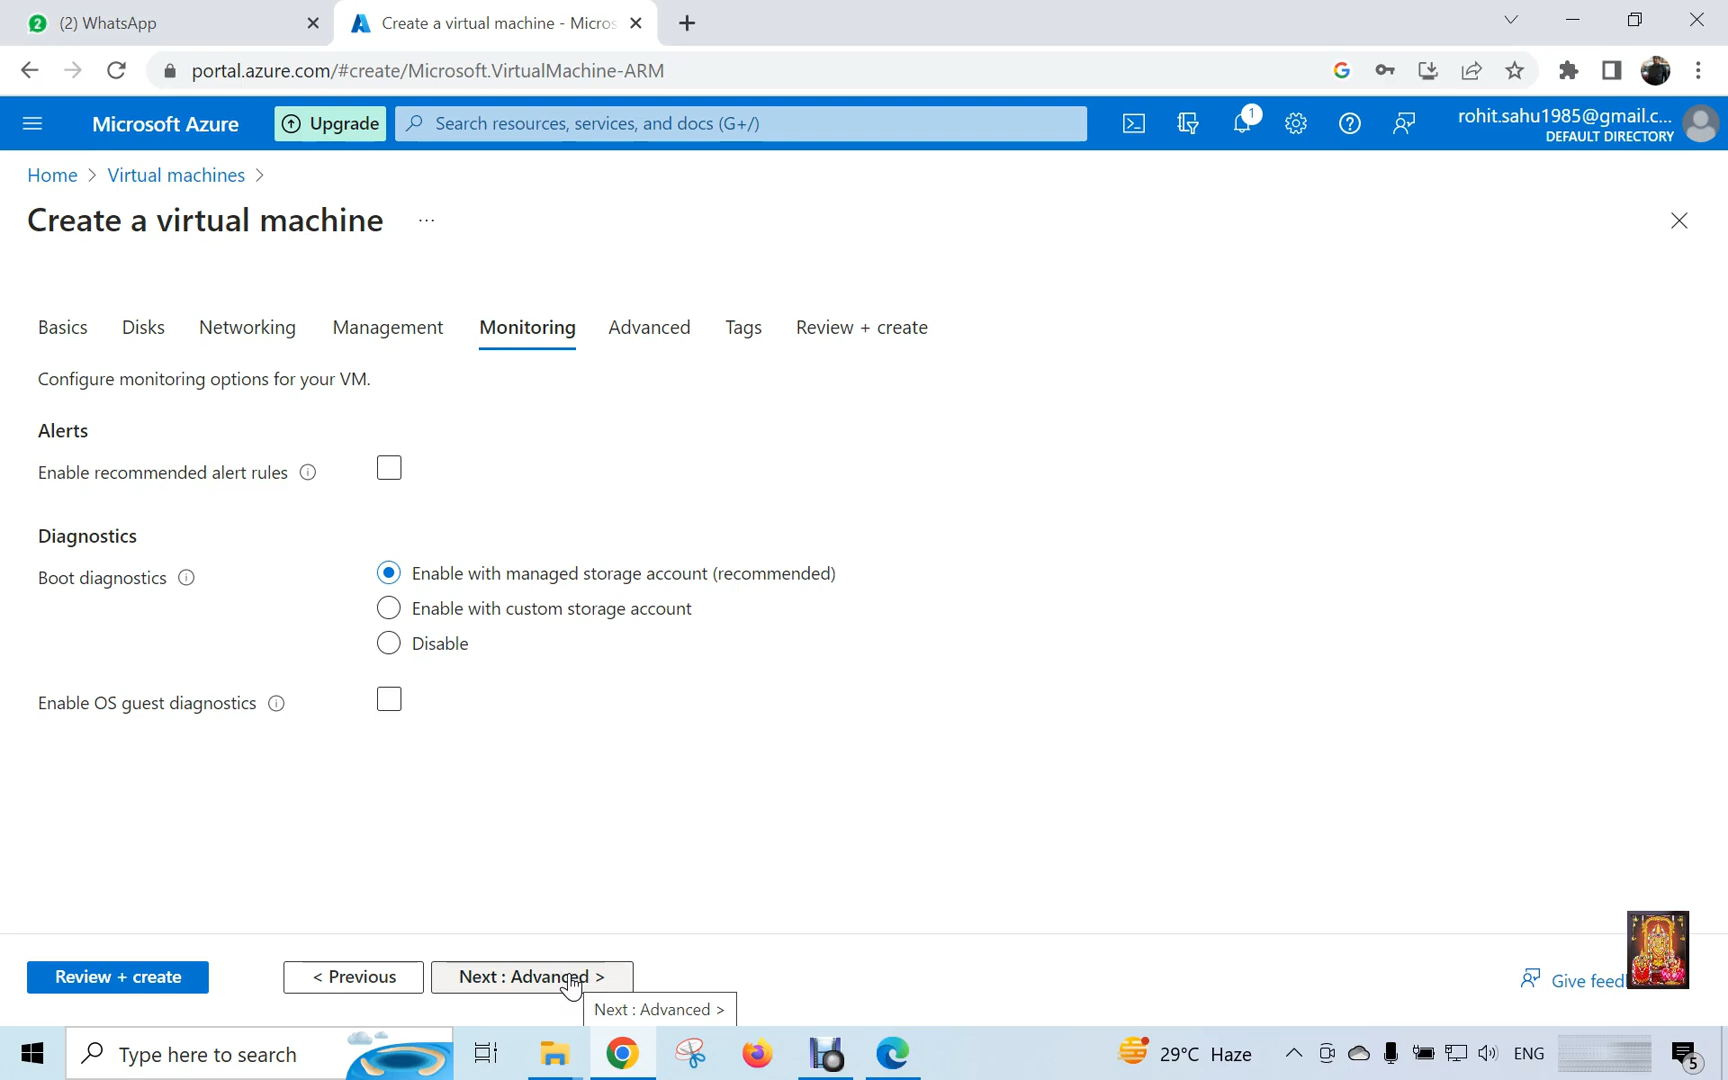 2 (2) WhatsApp
Create a virtual machine - Micros
portal.azure.com/#create/Microsoft.VirtualMachine-ARM
Microsoft Azure Upgrade Search resources, services, and docs (G+/) 1 rohit.sahu1985@gmail.c...
DEFAULT DIRECTORY
Home > Virtual machines >
Create a virtual machine ...
Basics Disks Networking Management Monitoring Advanced Tags Review + create
Configure monitoring options for your VM.
Alerts
Enable recommended alert rules
Diagnostics
Boot diagnostics Enable with managed storage account (recommended)
Enable with custom storage account
Disable
Enable OS guest diagnostics
Review + create < Previous Next : Advanced > Give feed
Next : Advanced >
Type here to search 29°C Haze ENG 5